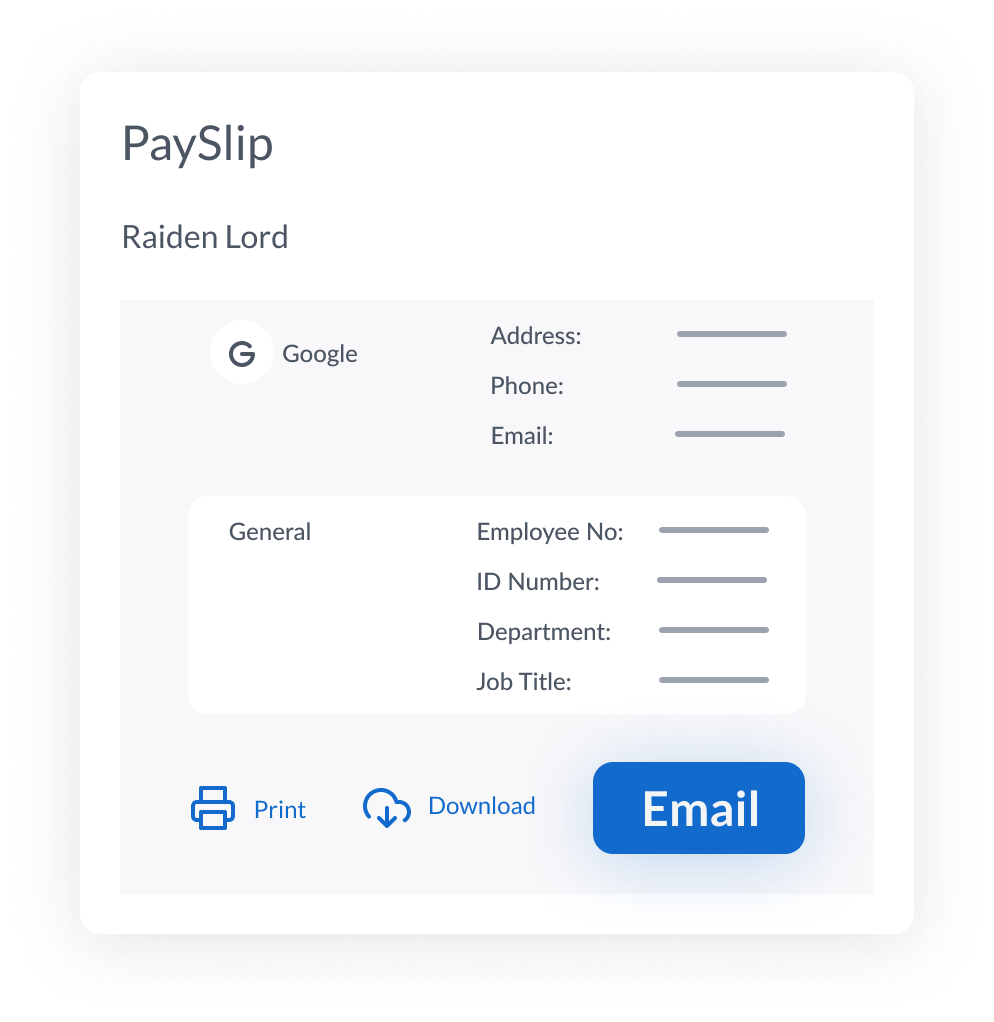 PaySlip
Raiden Lord
G Google
Address:
Phone:
Email:
General
Employee No:
ID Number:
Department:
Job Title:
Print
Download
Email